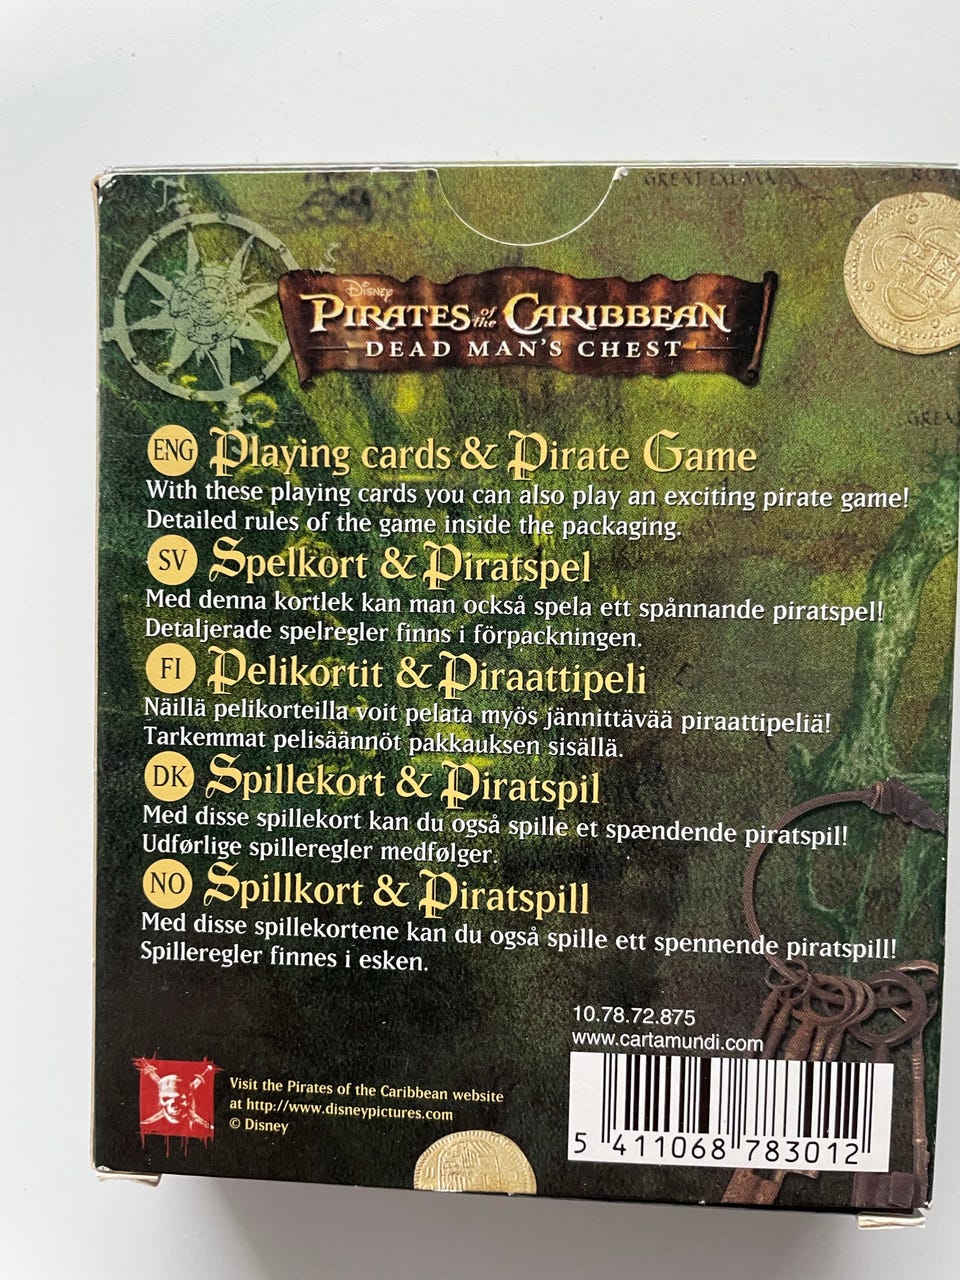 GREAT EXUMA
Disney
PIRATES of the CARIBBEAN
DEAD MAN'S CHEST
GREA
ENG Playing cards & Pirate Game
With these playing cards you can also play an exciting pirate game!
Detailed rules of the game inside the packaging.
SV Spelkort & Piratspel
Med denna kortlek kan man också spela ett spånnande piratspel!
Detaljerade spelregler finns i förpackningen.
FI Pelikortit & Piraattipeli
Näillä pelikorteilla voit pelata myös jännittävää piraattipeliä!
Tarkemmat pelisäännöt pakkauksen sisällä.
DK Spillekort & Piratspil
Med disse spillekort kan du også spille et spændende piratspil!
Udførlige spilleregler medfølger.
NO Spillkort & Piratspill
Med disse spillekortene kan du også spille ett spennende piratspill!
Spilleregler finnes i esken.
10.78.72.875
www.cartamundi.com
Visit the Pirates of the Caribbean website
at http://www.disneypictures.com
© Disney
5 411068 783012